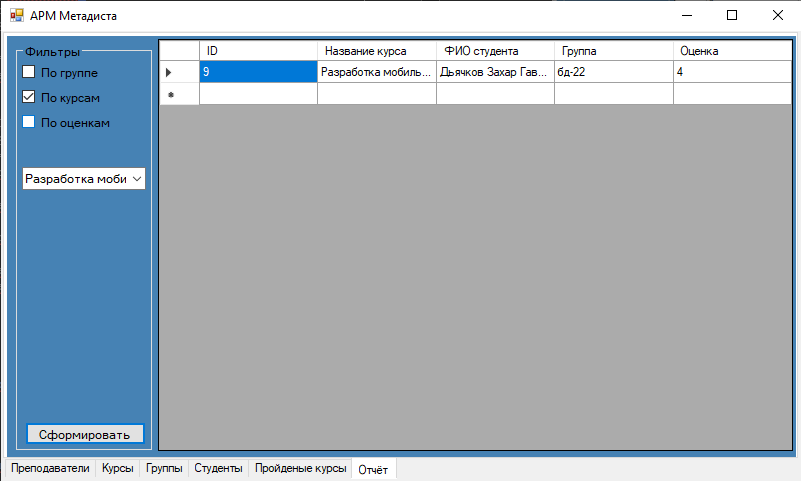 АРМ Метадиста
Фильтры
По группе
По курсам
По оценкам
Разработка моби
Сформировать
ID Название курса ФИО студента Группа Оценка
9 Разработка мобиль... Дьячков Захар Гав... бд-22 4
Преподаватели Курсы Группы Студенты Пройденые курсы Отчёт